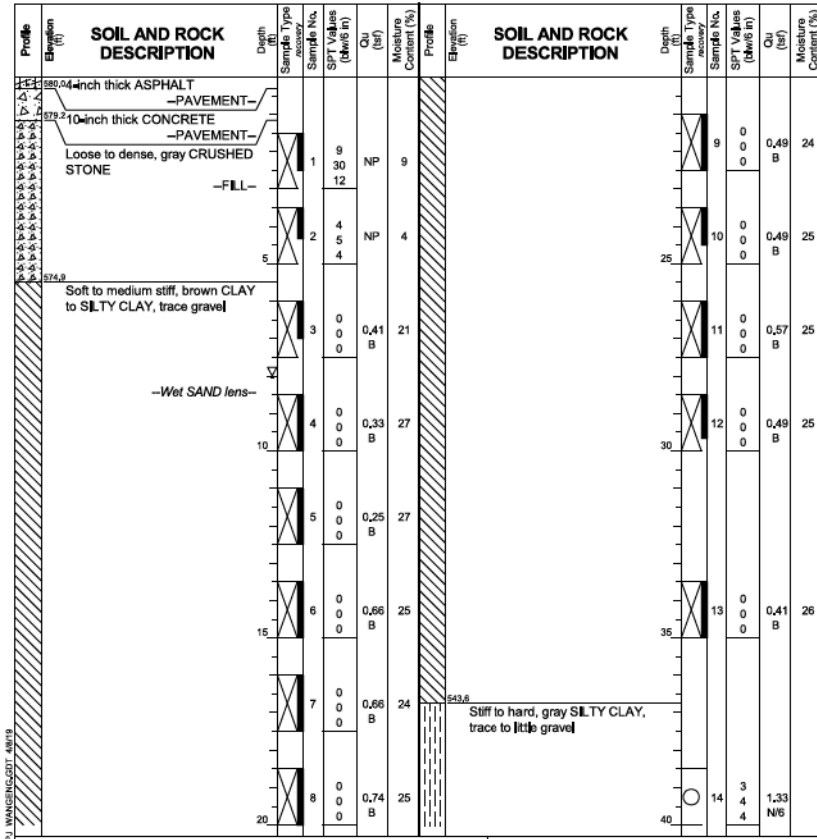 Profile
Elevation (ft)
SOIL AND ROCK
DESCRIPTION
Depth (ft)
Sample Type
recovery
Sample No.
SPT Values (blw/6 in)
Qu (tsf)
Moisture Content (%)
580.0 4-inch thick ASPHALT
--PAVEMENT--
579.2 10-inch thick CONCRETE
--PAVEMENT--
Loose to dense, gray CRUSHED
STONE
--FILL--
1
9
30
12
NP
9
2
4
5
4
NP
4
5
574.9
Soft to medium stiff, brown CLAY
to SILTY CLAY, trace gravel
3
0
0
0
0.41
B
21
--Wet SAND lens--
4
0
0
0
0.33
B
27
10
5
0
0
0
0.25
B
27
6
0
0
0
0.66
B
25
15
7
0
0
0
0.66
B
24
8
0
0
0
0.74
B
25
20
WANGENG.GDT 4/8/19
Profile
Elevation (ft)
SOIL AND ROCK
DESCRIPTION
Depth (ft)
Sample Type
recovery
Sample No.
SPT Values (blw/6 in)
Qu (tsf)
Moisture Content (%)
9
0
0
0
0.49
B
24
10
0
0
0
0.49
B
25
25
11
0
0
0
0.57
B
25
12
0
0
0
0.49
B
25
30
13
0
0
0
0.41
B
26
35
543.6
Stiff to hard, gray SILTY CLAY,
trace to little gravel
14
3
4
4
1.33
N/6
40